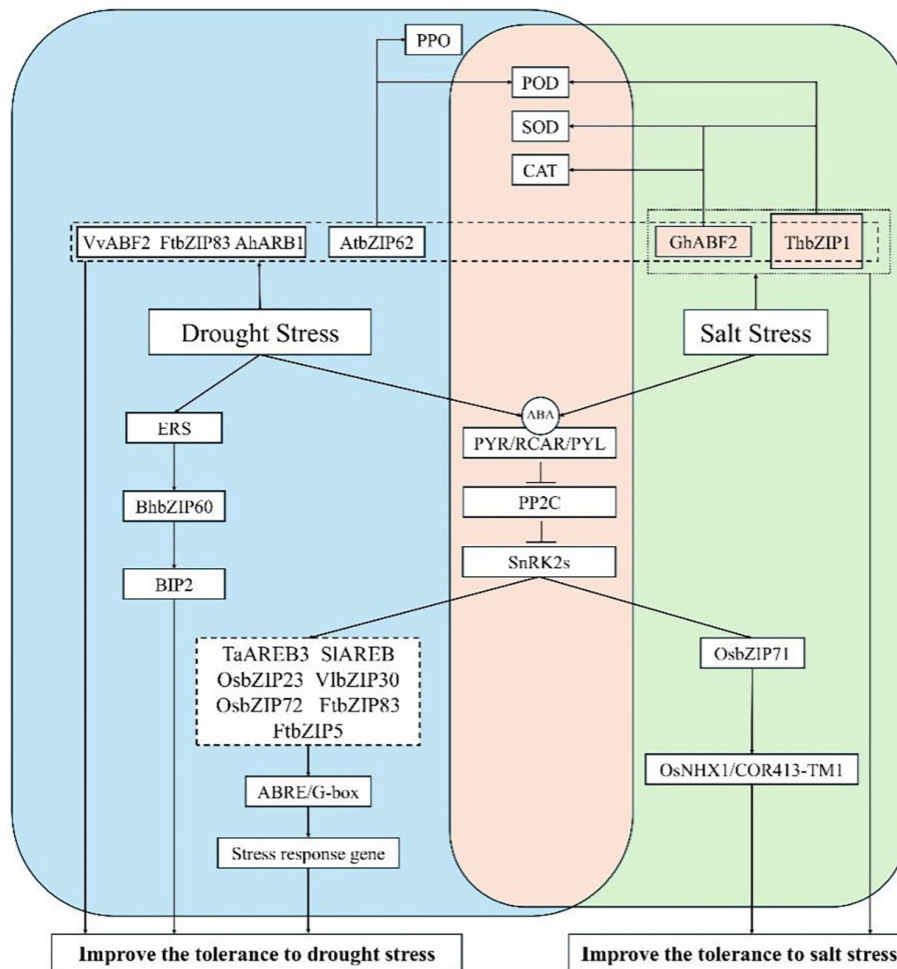 PPO
POD
SOD
CAT
VvABF2 FtbZIP83 AhARB1
AtbZIP62
GhABF2
ThbZIP1
Drought Stress
Salt Stress
ABA
ERS
PYR/RCAR/PYL
BhbZIP60
PP2C
SnRK2s
BIP2
TaAREB3 SlAREB
OsbZIP23 VlbZIP30
OsbZIP72 FtbZIP83
FtbZIP5
OsbZIP71
OsNHX1/COR413-TM1
ABRE/G-box
Stress response gene
Improve the tolerance to drought stress
Improve the tolerance to salt stress